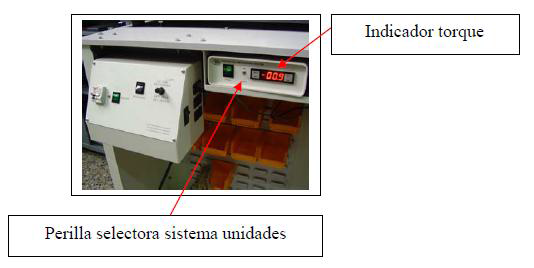 Indicador torque
-00.9
Perilla selectora sistema unidades